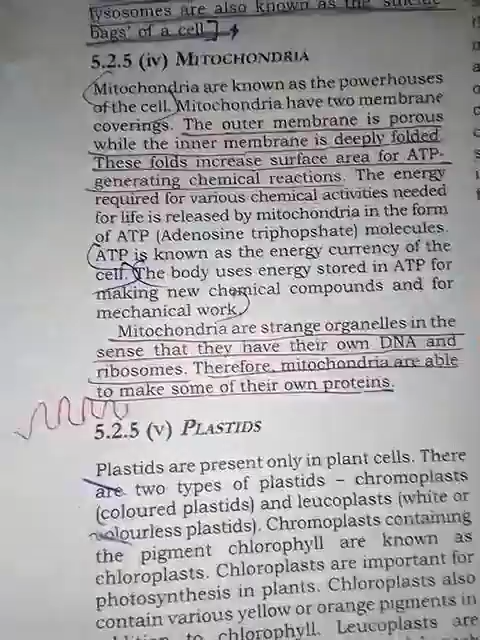 lysosomes are also known as the 'suicide
bags' of a cell.
5.2.5 (iv) MITOCHONDRIA
Mitochondria are known as the powerhouses
of the cell. Mitochondria have two membrane
coverings. The outer membrane is porous
while the inner membrane is deeply folded.
These folds increase surface area for ATP-
generating chemical reactions. The energy
required for various chemical activities needed
for life is released by mitochondria in the form
of ATP (Adenosine triphopshate) molecules.
ATP is known as the energy currency of the
cell. The body uses energy stored in ATP for
making new chemical compounds and for
mechanical work.
Mitochondria are strange organelles in the
sense that they have their own DNA and
ribosomes. Therefore, mitochondria are able
to make some of their own proteins.
5.2.5 (v) PLASTIDS
Plastids are present only in plant cells. There
are two types of plastids – chromoplasts
(coloured plastids) and leucoplasts (white or
colourless plastids). Chromoplasts containing
the pigment chlorophyll are known as
chloroplasts. Chloroplasts are important for
photosynthesis in plants. Chloroplasts also
contain various yellow or orange pigments in
addition to chlorophyll. Leucoplasts are